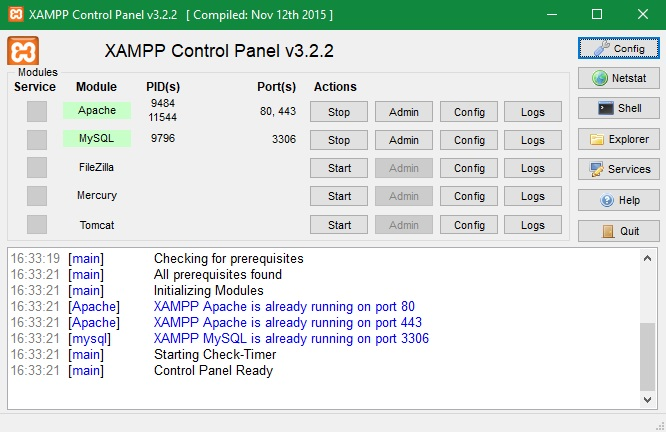 XAMPP Control Panel v3.2.2 [ Compiled: Nov 12th 2015 ]
XAMPP Control Panel v3.2.2
Config
Modules
Service Module PID(s) Port(s) Actions
Netstat
Apache 9484 11544 80, 443 Stop Admin Config Logs
Shell
MySQL 9796 3306 Stop Admin Config Logs
Explorer
FileZilla Start Admin Config Logs
Services
Mercury Start Admin Config Logs
Help
Tomcat Start Admin Config Logs
Quit
16:33:19 [main] Checking for prerequisites
16:33:21 [main] All prerequisites found
16:33:21 [main] Initializing Modules
16:33:21 [Apache] XAMPP Apache is already running on port 80
16:33:21 [Apache] XAMPP Apache is already running on port 443
16:33:21 [mysql] XAMPP MySQL is already running on port 3306
16:33:21 [main] Starting Check-Timer
16:33:21 [main] Control Panel Ready